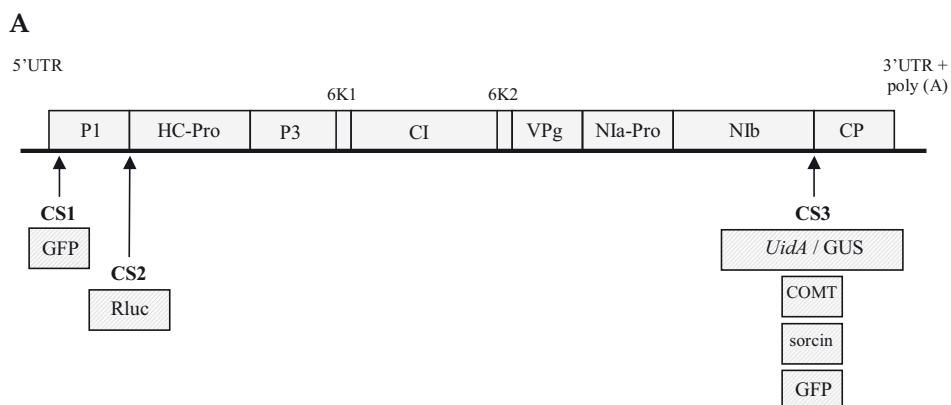 A
5'UTR
3'UTR +
poly (A)
6K1
6K2
P1
HC-Pro
P3
CI
VPg
NIa-Pro
NIb
CP
CS1
GFP
CS2
Rluc
CS3
UidA / GUS
COMT
sorcin
GFP